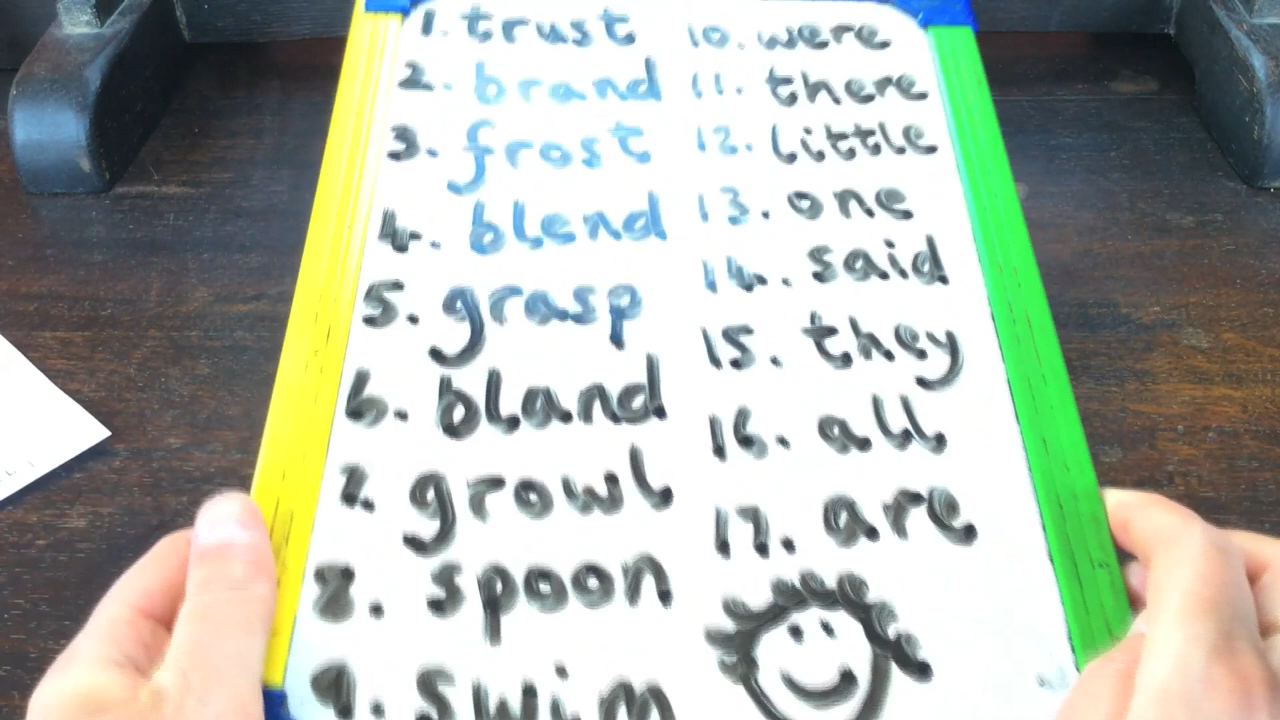 1. trust
2. brand
3. frost
4. blend
5. grasp
6. bland
7. growl
8. spoon
9. swim
10. were
11. there
12. little
13. one
14. said
15. they
16. all
17. are